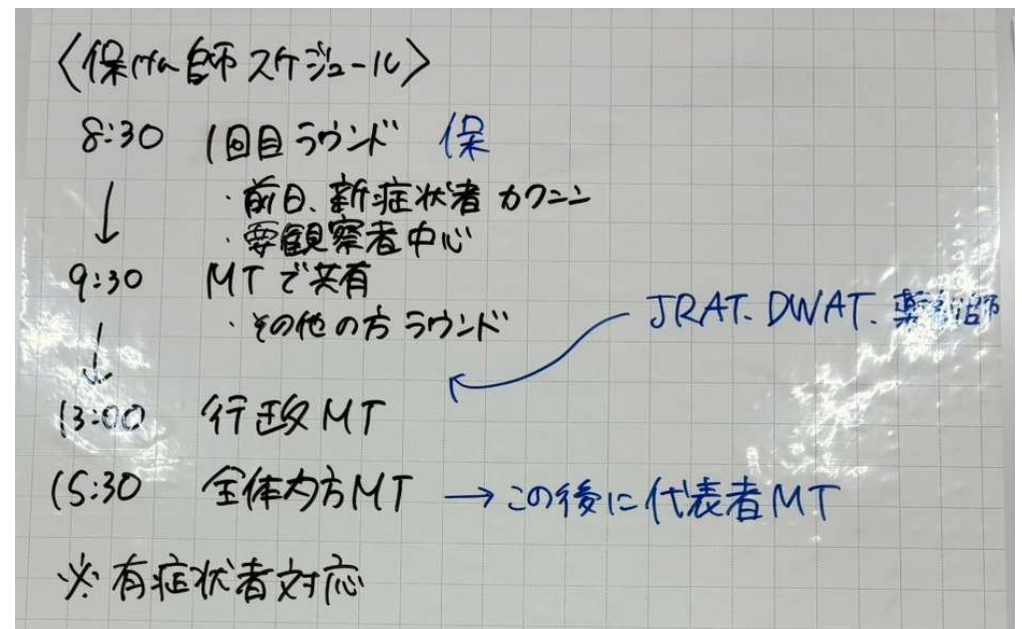 〈保けん師スケジュール〉
8:30 1回目ラウンド 保
・前日、新症状者カクニン
・要観察者中心
9:30 MTで共有
・その他の方ラウンド
JRAT. DWAT. 薬剤師
13:00 行政MT
15:30 全体夕方MT → この後に代表者MT
※有症状者対応